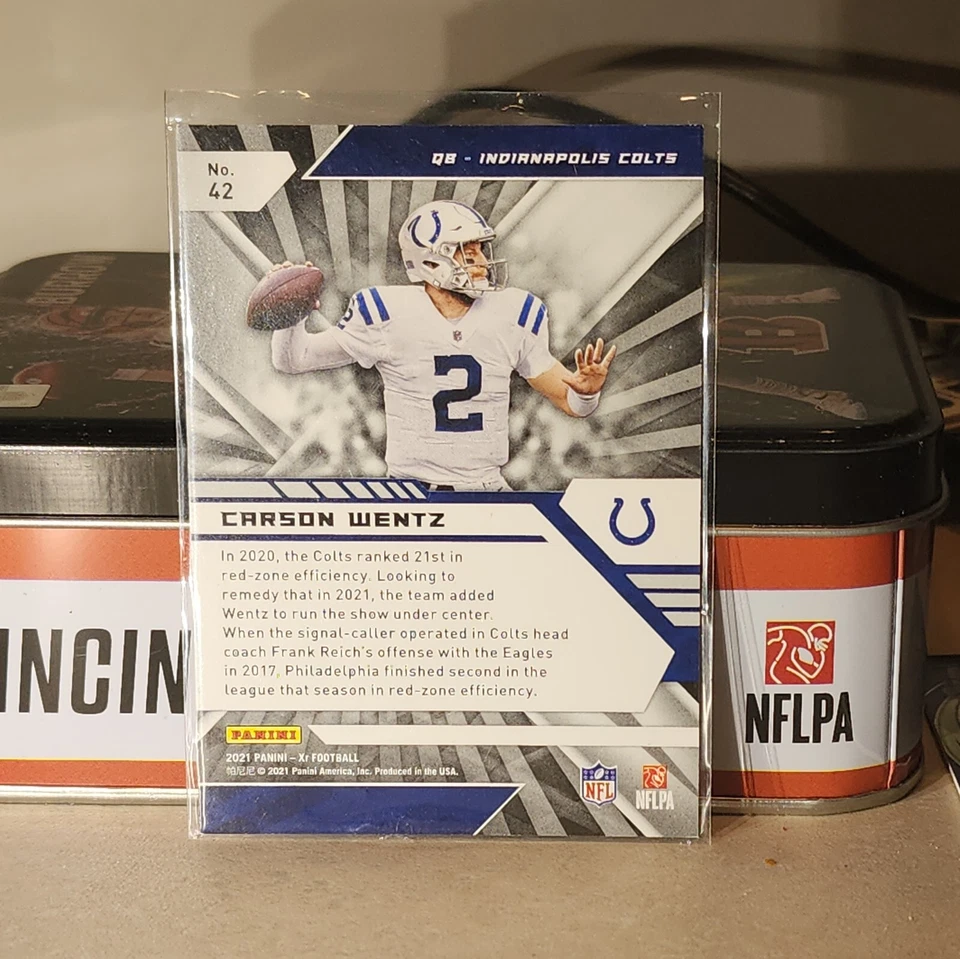 No.
42
QB - INDIANAPOLIS COLTS
2
2
CARSON WENTZ
In 2020, the Colts ranked 21st in
red-zone efficiency. Looking to
remedy that in 2021, the team added
Wentz to run the show under center.
When the signal-caller operated in Colts head
coach Frank Reich's offense with the Eagles
in 2017, Philadelphia finished second in the
league that season in red-zone efficiency.
PANINI
2021 PANINI – Xr FOOTBALL
帕尼尼 © 2021 Panini America, Inc. Produced in the USA.
NFL
NFLPA
INCIN
NFLPA